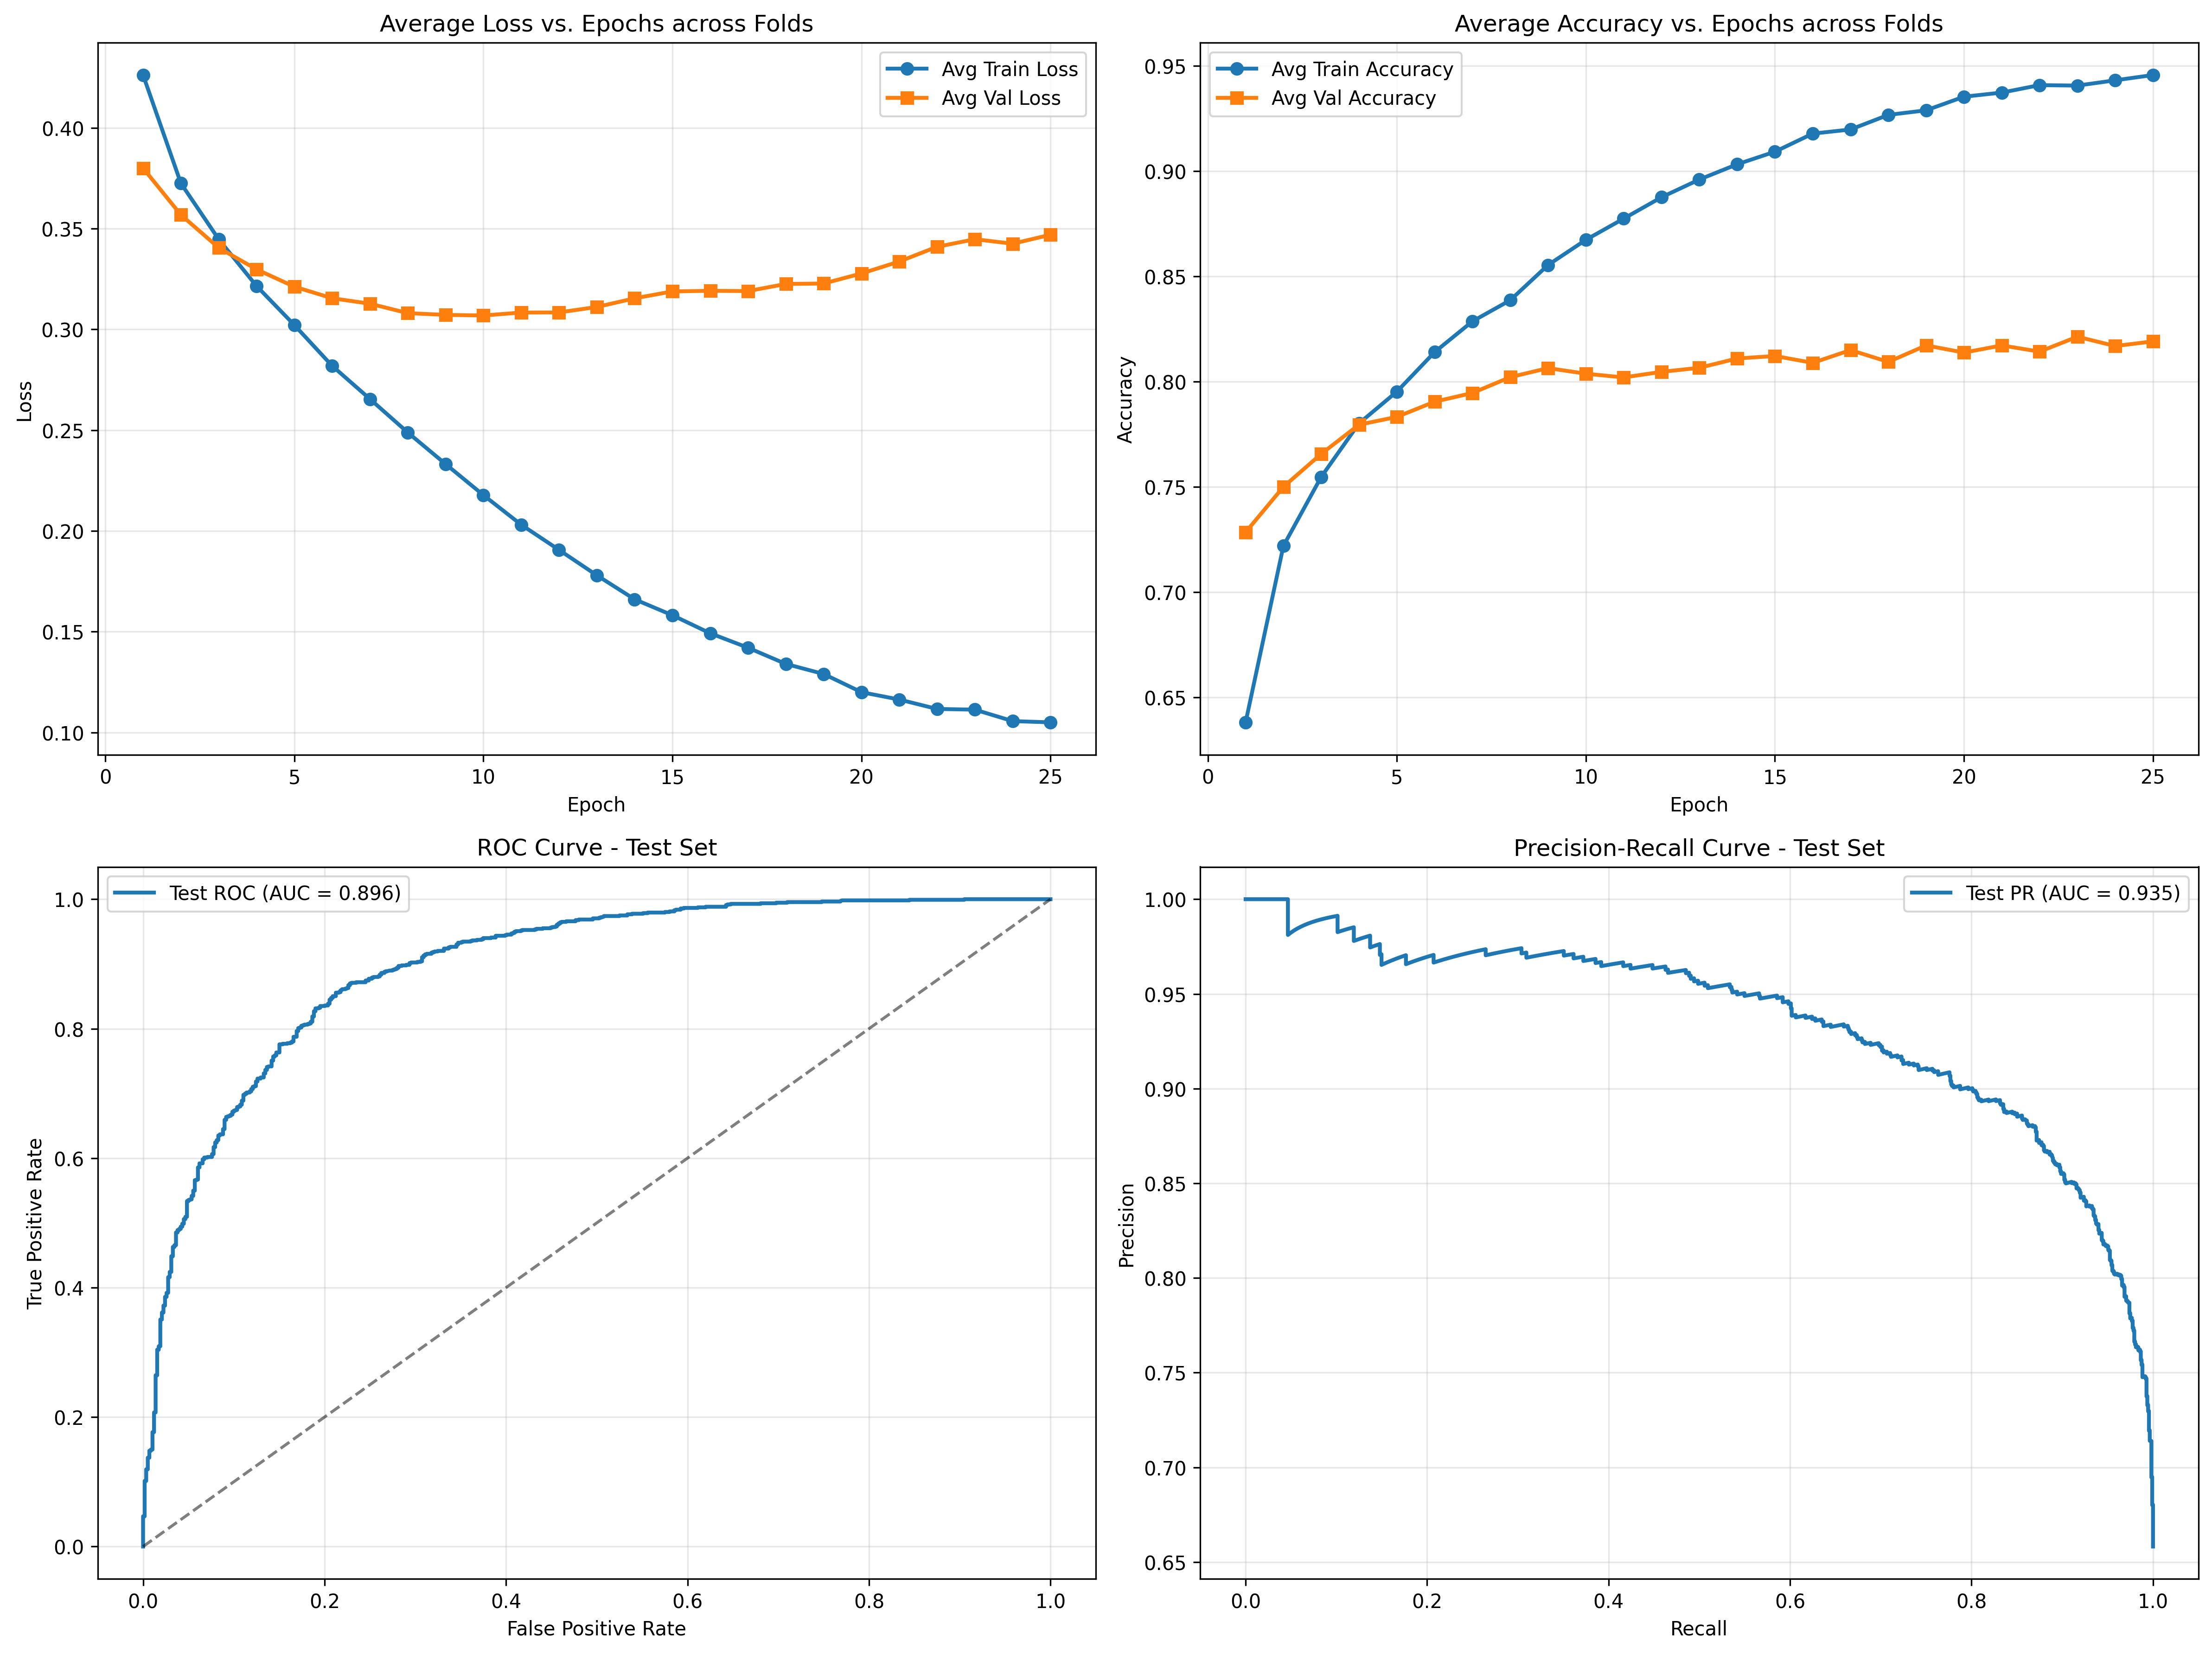 Average Loss vs. Epochs across Folds
Avg Train Loss
Avg Val Loss
0.40
0.35
0.30
0.25
0.20
0.15
0.10
Loss
0
5
10
15
20
25
Epoch
Average Accuracy vs. Epochs across Folds
Avg Train Accuracy
Avg Val Accuracy
0.95
0.90
0.85
0.80
0.75
0.70
0.65
Accuracy
0
5
10
15
20
25
Epoch
ROC Curve - Test Set
Test ROC (AUC = 0.896)
1.0
0.8
0.6
0.4
0.2
0.0
True Positive Rate
0.0
0.2
0.4
0.6
0.8
1.0
False Positive Rate
Precision-Recall Curve - Test Set
Test PR (AUC = 0.935)
1.00
0.95
0.90
0.85
0.80
0.75
0.70
0.65
Precision
0.0
0.2
0.4
0.6
0.8
1.0
Recall